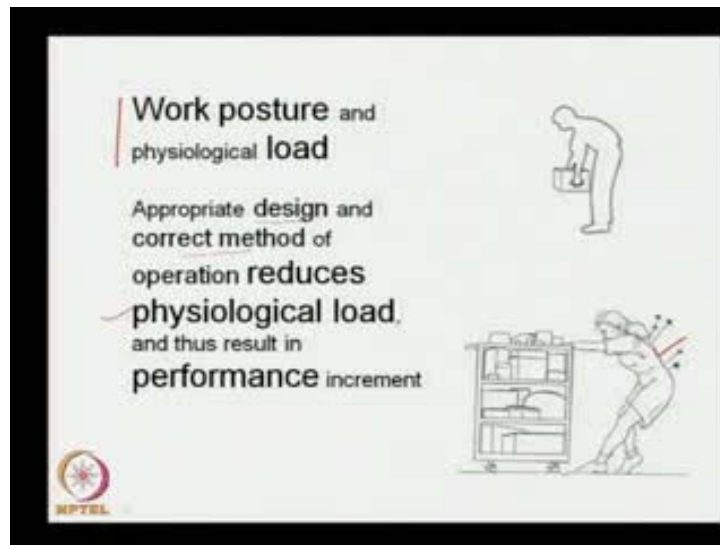 Work posture and
physiological load
Appropriate design and
correct method of
operation reduces
physiological load,
and thus result in
performance increment
NPTEL